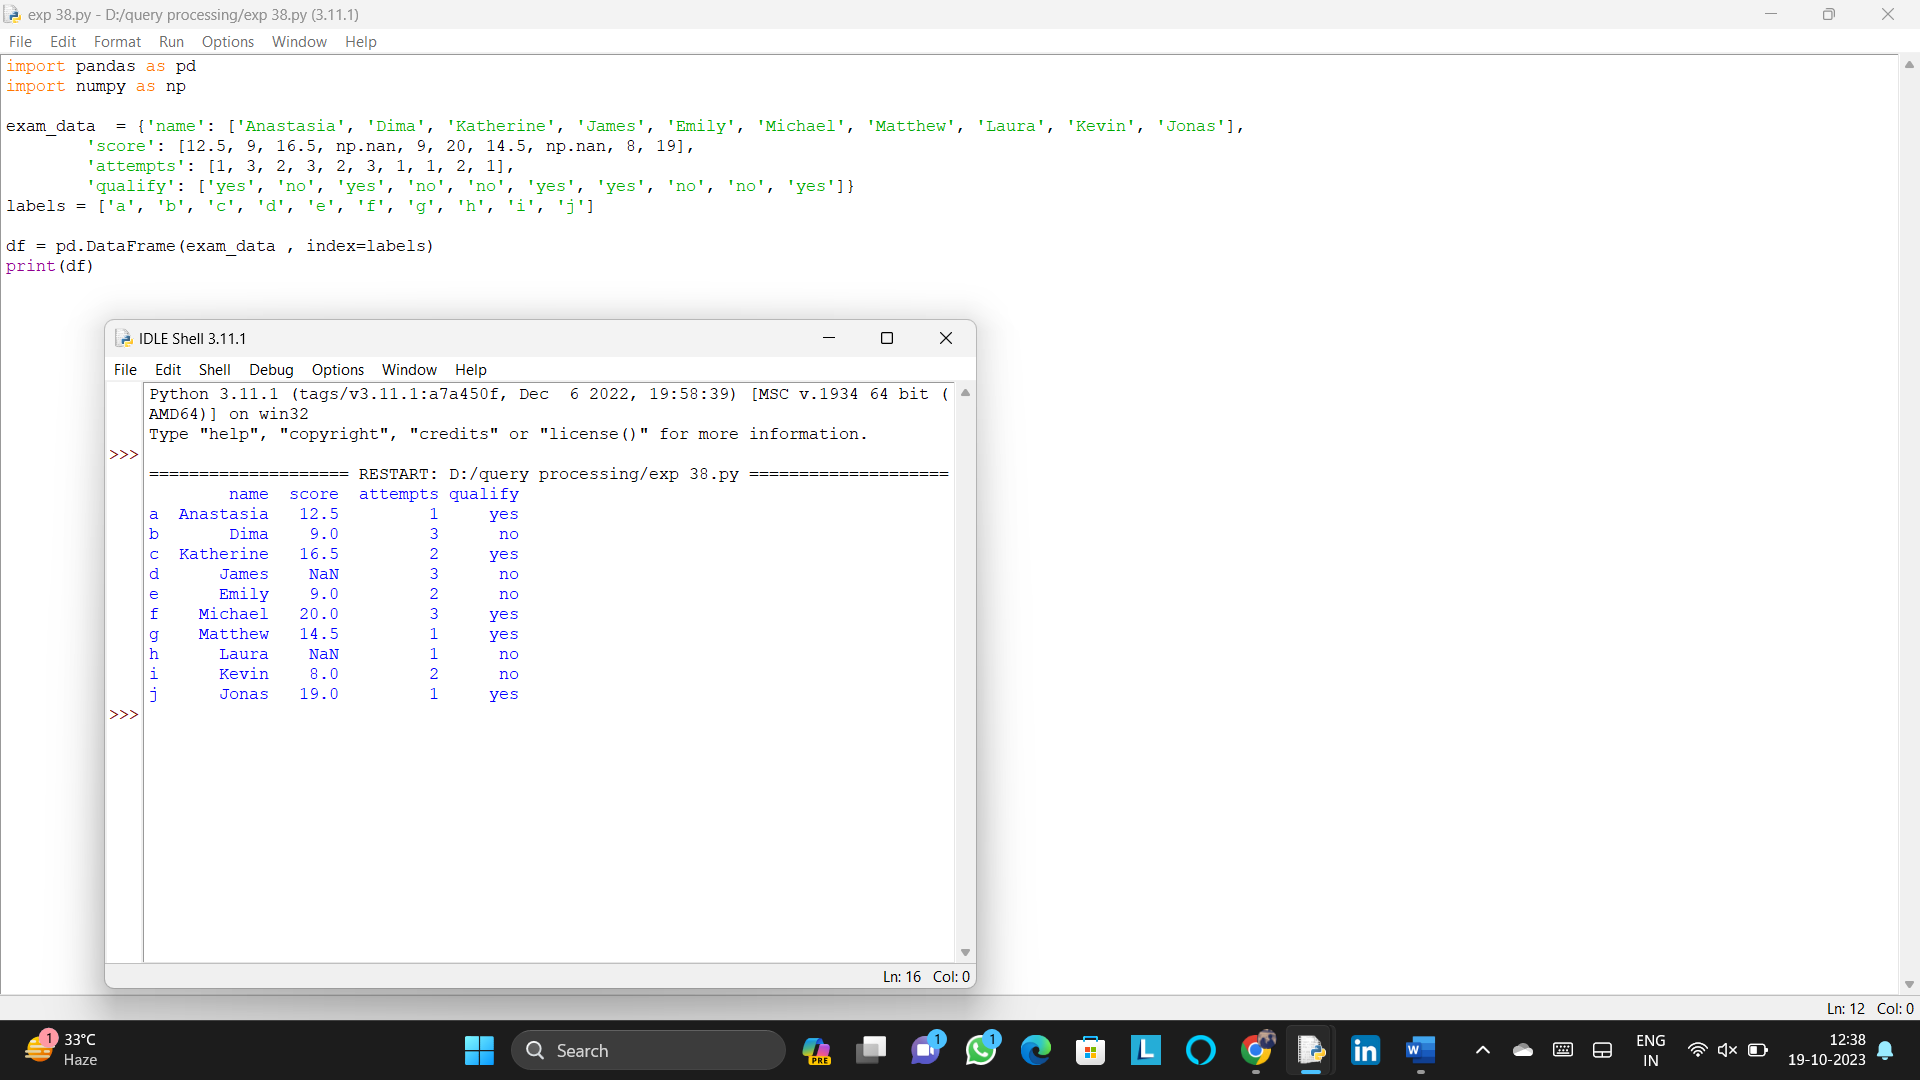 exp 38.py - D:/query processing/exp 38.py (3.11.1)
File Edit Format Run Options Window Help
import pandas as pd
import numpy as np
exam_data  = {'name': ['Anastasia', 'Dima', 'Katherine', 'James', 'Emily', 'Michael', 'Matthew', 'Laura', 'Kevin', 'Jonas'],
        'score': [12.5, 9, 16.5, np.nan, 9, 20, 14.5, np.nan, 8, 19],
        'attempts': [1, 3, 2, 3, 2, 3, 1, 1, 2, 1],
        'qualify': ['yes', 'no', 'yes', 'no', 'no', 'yes', 'yes', 'no', 'no', 'yes']}
labels = ['a', 'b', 'c', 'd', 'e', 'f', 'g', 'h', 'i', 'j']
df = pd.DataFrame(exam_data , index=labels)
print(df)
IDLE Shell 3.11.1
File Edit Shell Debug Options Window Help
Python 3.11.1 (tags/v3.11.1:a7a450f, Dec  6 2022, 19:58:39) [MSC v.1934 64 bit (
AMD64)] on win32
Type "help", "copyright", "credits" or "license()" for more information.
>>>
==================== RESTART: D:/query processing/exp 38.py ====================
        name  score  attempts qualify
a  Anastasia   12.5         1     yes
b       Dima    9.0         3      no
c  Katherine   16.5         2     yes
d      James    NaN         3      no
e      Emily    9.0         2      no
f    Michael   20.0         3     yes
g    Matthew   14.5         1     yes
h      Laura    NaN         1      no
i      Kevin    8.0         2      no
j      Jonas   19.0         1     yes
>>>
Ln: 16 Col: 0
Ln: 12 Col: 0
1
33°C
Haze
Search
PRE
1
1
L
in
W
ENG
IN
12:38
19-10-2023